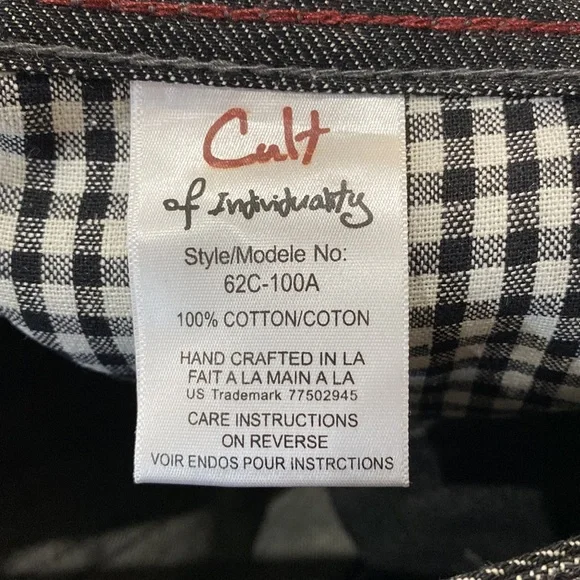 Cult
of Individuality
Style/Modele No:
62C-100A
100% COTTON/COTON
HAND CRAFTED IN LA
FAIT A LA MAIN A LA
US Trademark 77502945
CARE INSTRUCTIONS
ON REVERSE
VOIR ENDOS POUR INSTRCTIONS